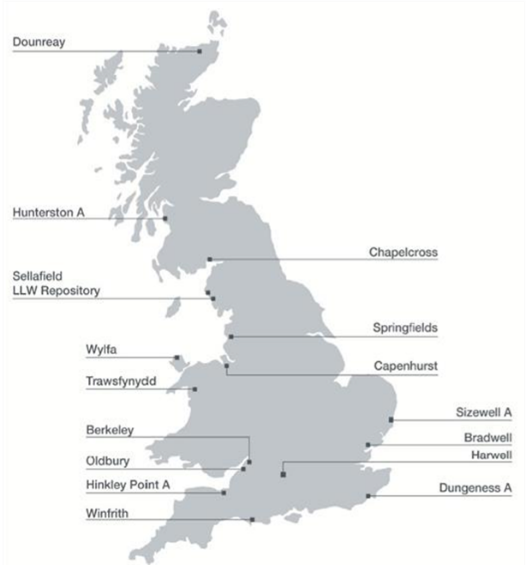 Dounreay
Hunterston A
Chapelcross
Sellafield
LLW Repository
Springfields
Wylfa
Capenhurst
Trawsfynydd
Sizewell A
Berkeley
Bradwell
Harwell
Oldbury
Hinkley Point A
Dungeness A
Winfrith